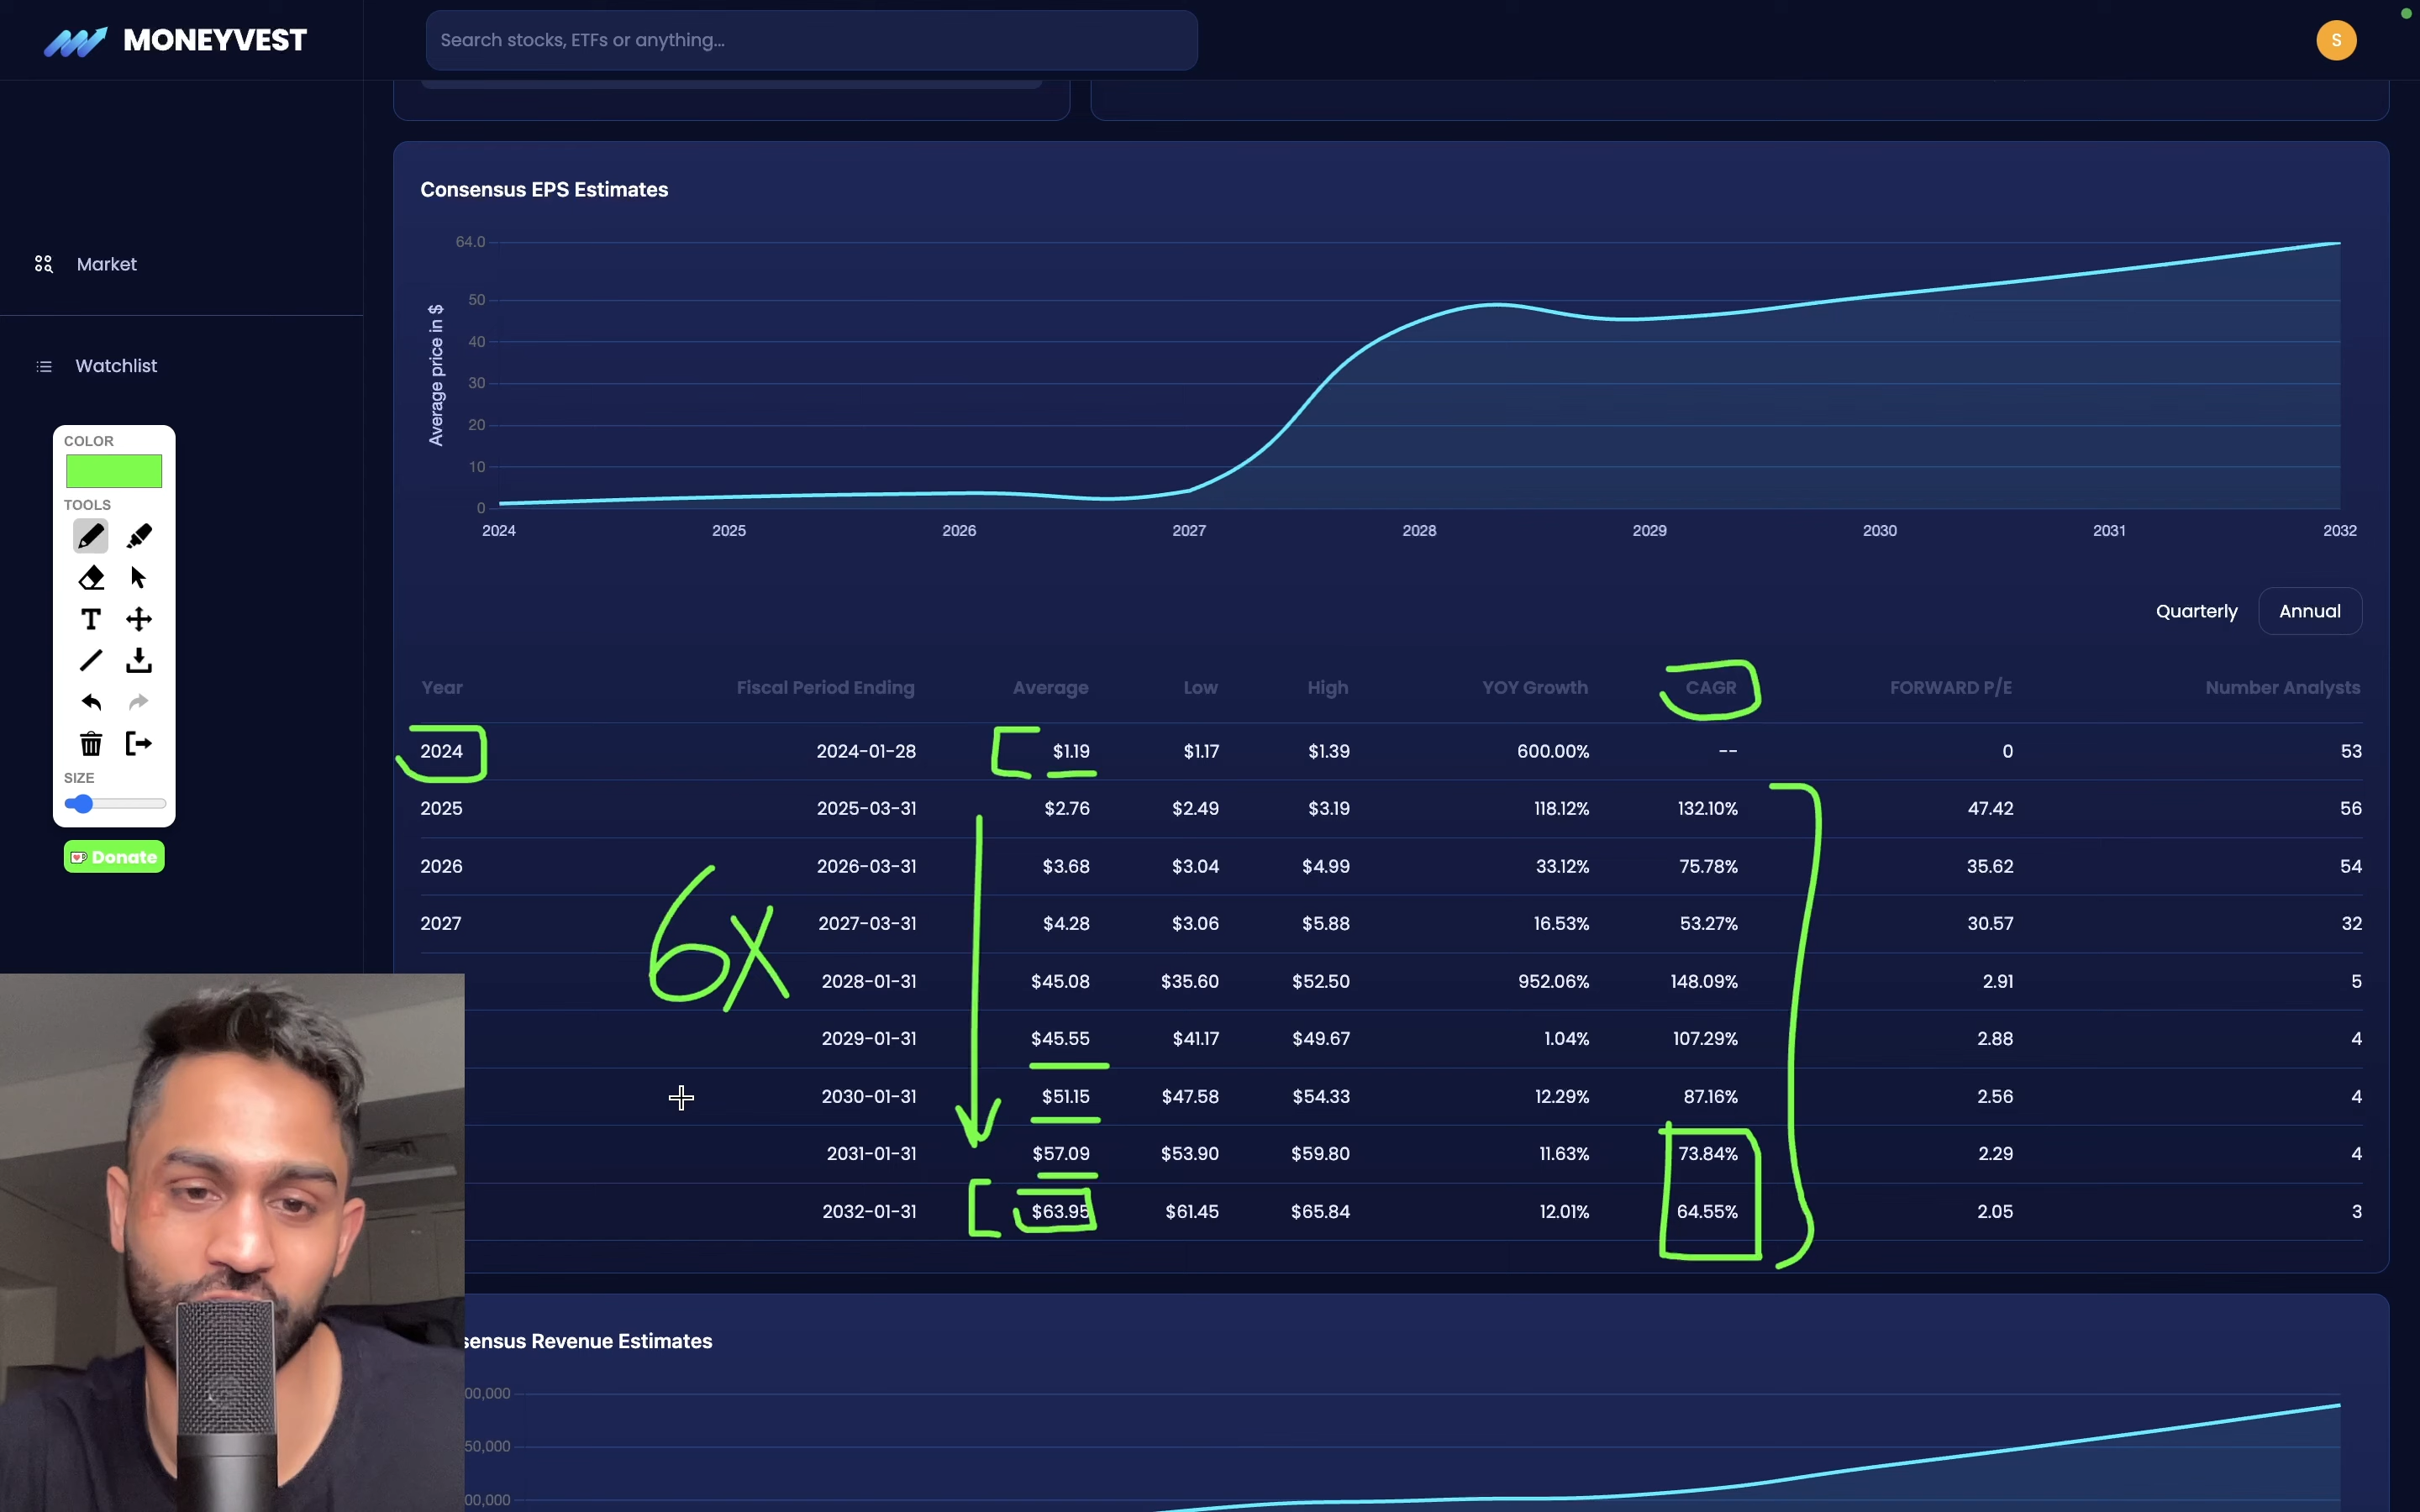 MONEYVEST
Search stocks, ETFs or anything...
S
Market
Watchlist
COLOR
TOOLS
T
SIZE
Donate
Consensus EPS Estimates
Average price in $
64.0
50
40
30
20
10
0
2024 2025 2026 2027 2028 2029 2030 2031 2032
Quarterly Annual
Year Fiscal Period Ending Average Low High YOY Growth CAGR FORWARD P/E Number Analysts
2024 2024-01-28 $1.19 $1.17 $1.39 600.00% -- 0 53
2025 2025-03-31 $2.76 $2.49 $3.19 118.12% 132.10% 47.42 56
2026 2026-03-31 $3.68 $3.04 $4.99 33.12% 75.78% 35.62 54
2027 2027-03-31 $4.28 $3.06 $5.88 16.53% 53.27% 30.57 32
6x
2028-01-31 $45.08 $35.60 $52.50 952.06% 148.09% 2.91 5
2029-01-31 $45.55 $41.17 $49.67 1.04% 107.29% 2.88 4
2030-01-31 $51.15 $47.58 $54.33 12.29% 87.16% 2.56 4
2031-01-31 $57.09 $53.90 $59.80 11.63% 73.84% 2.29 4
2032-01-31 $63.95 $61.45 $65.84 12.01% 64.55% 2.05 3
sensus Revenue Estimates
00,000
50,000
00,000